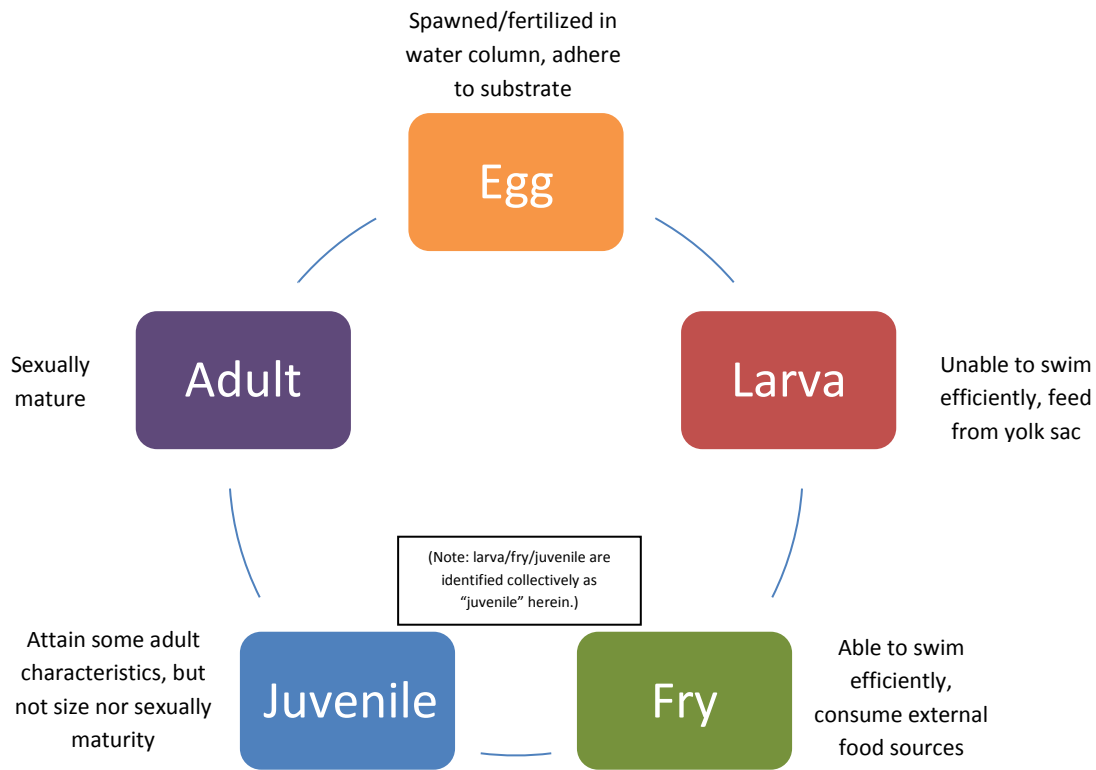 Spawned/fertilized in
water column, adhere
to substrate
Egg
Adult
Sexually
mature
Larva
Unable to swim
efficiently, feed
from yolk sac
(Note: larva/fry/juvenile are
identified collectively as
“juvenile” herein.)
Attain some adult
characteristics, but
not size nor sexually
maturity
Juvenile
Fry
Able to swim
efficiently,
consume external
food sources